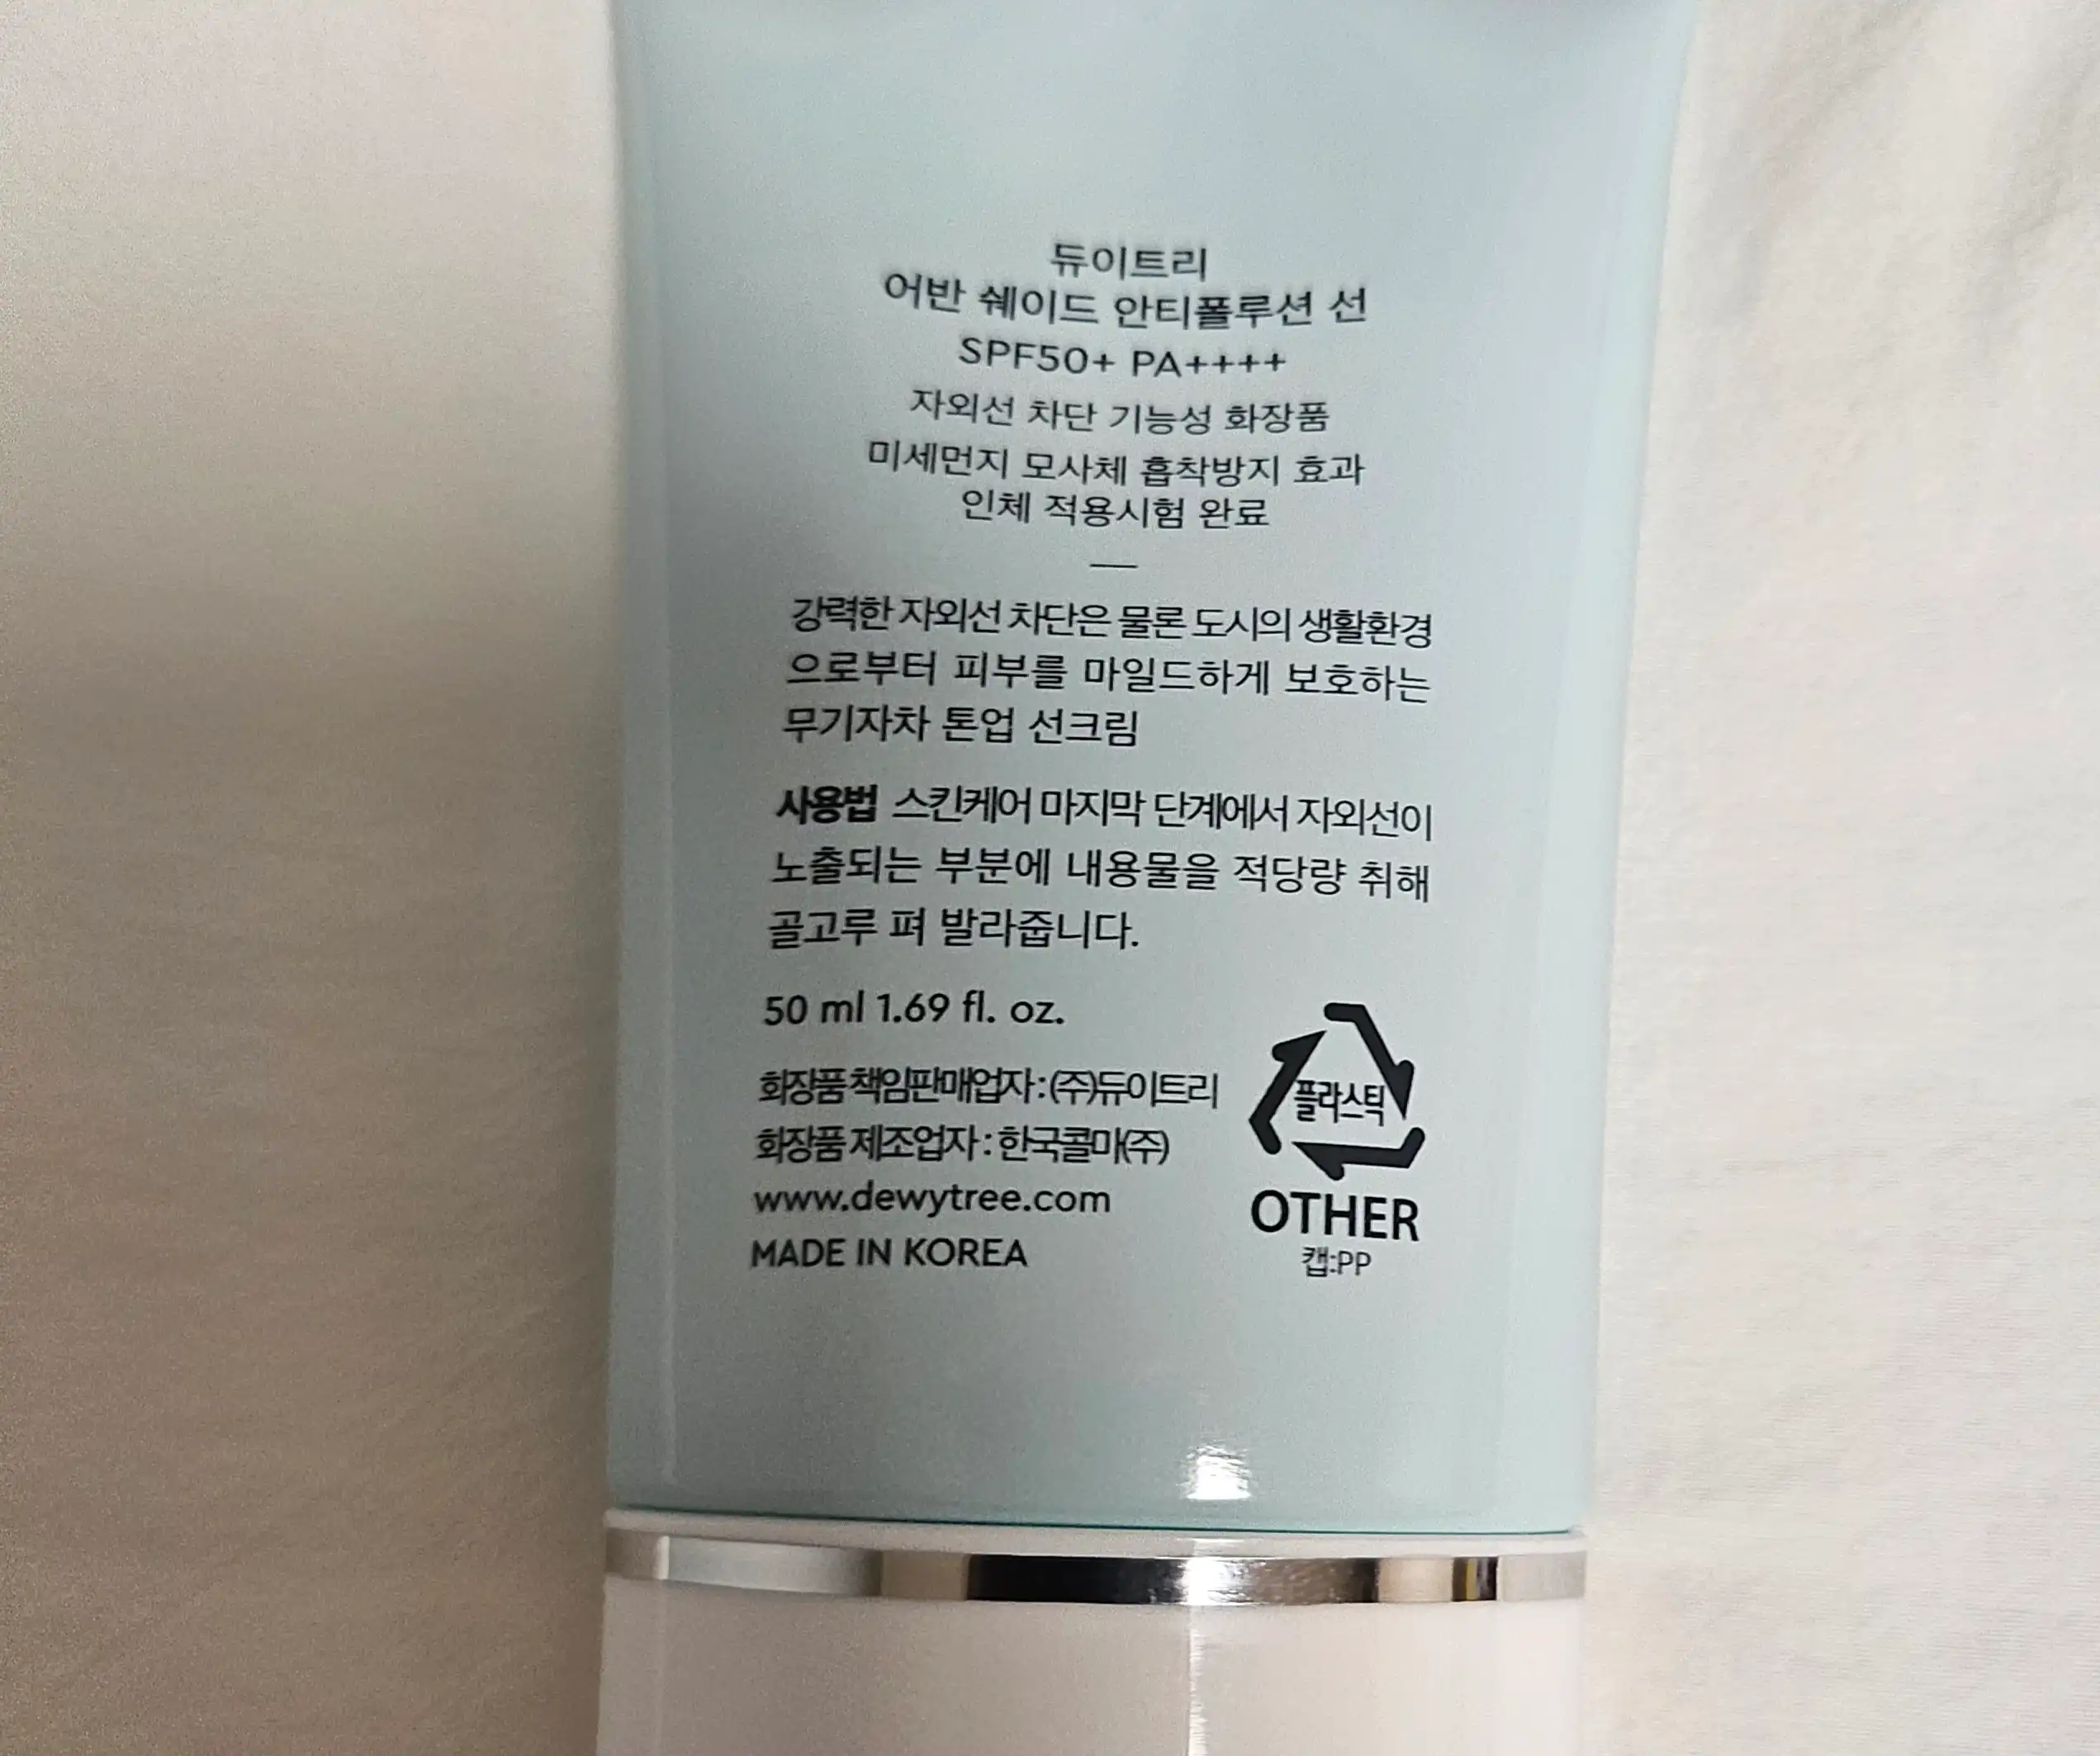 듀이트리
어반 쉐이드 안티폴루션 선
SPF50+ PA++++
자외선 차단 기능성 화장품
미세먼지 모사체 흡착방지 효과
인체 적용시험 완료
강력한 자외선 차단은 물론 도시의 생활환경
으로부터 피부를 마일드하게 보호하는
무기자차 톤업 선크림
사용법 스킨케어 마지막 단계에서 자외선이
노출되는 부분에 내용물을 적당량 취해
골고루 펴 발라줍니다.
50 ml 1.69 fl. oz.
화장품책임판매업자 : (주)듀이트리
화장품 제조업자 : 한국콜마(주)
www.dewytree.com
MADE IN KOREA
플라스틱
OTHER
캡:PP